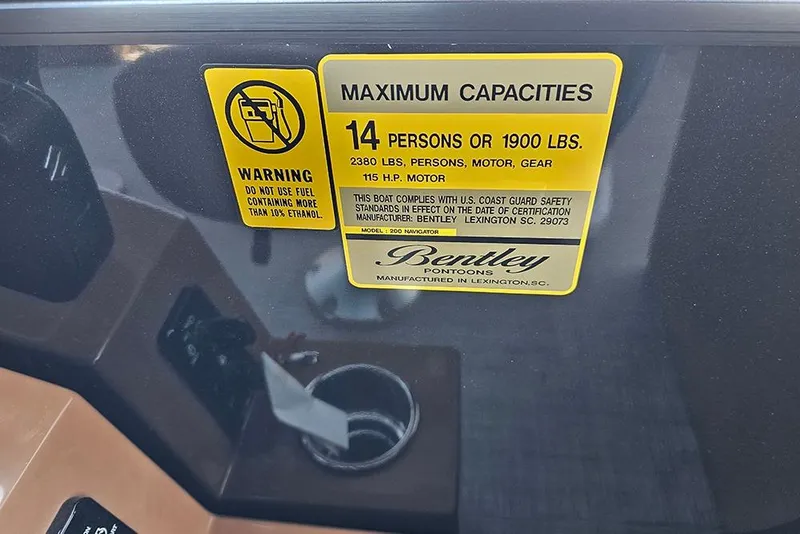 WARNING
DO NOT USE FUEL
CONTAINING MORE
THAN 10% ETHANOL.
MAXIMUM CAPACITIES
14 PERSONS OR 1900 LBS.
2380 LBS, PERSONS, MOTOR, GEAR
115 H.P. MOTOR
THIS BOAT COMPLIES WITH U.S. COAST GUARD SAFETY
STANDARDS IN EFFECT ON THE DATE OF CERTIFICATION
MANUFACTURER: BENTLEY LEXINGTON SC. 29073
MODEL : 200 NAVIGATOR
Bentley
PONTOONS
MANUFACTURED IN LEXINGTON, SC.